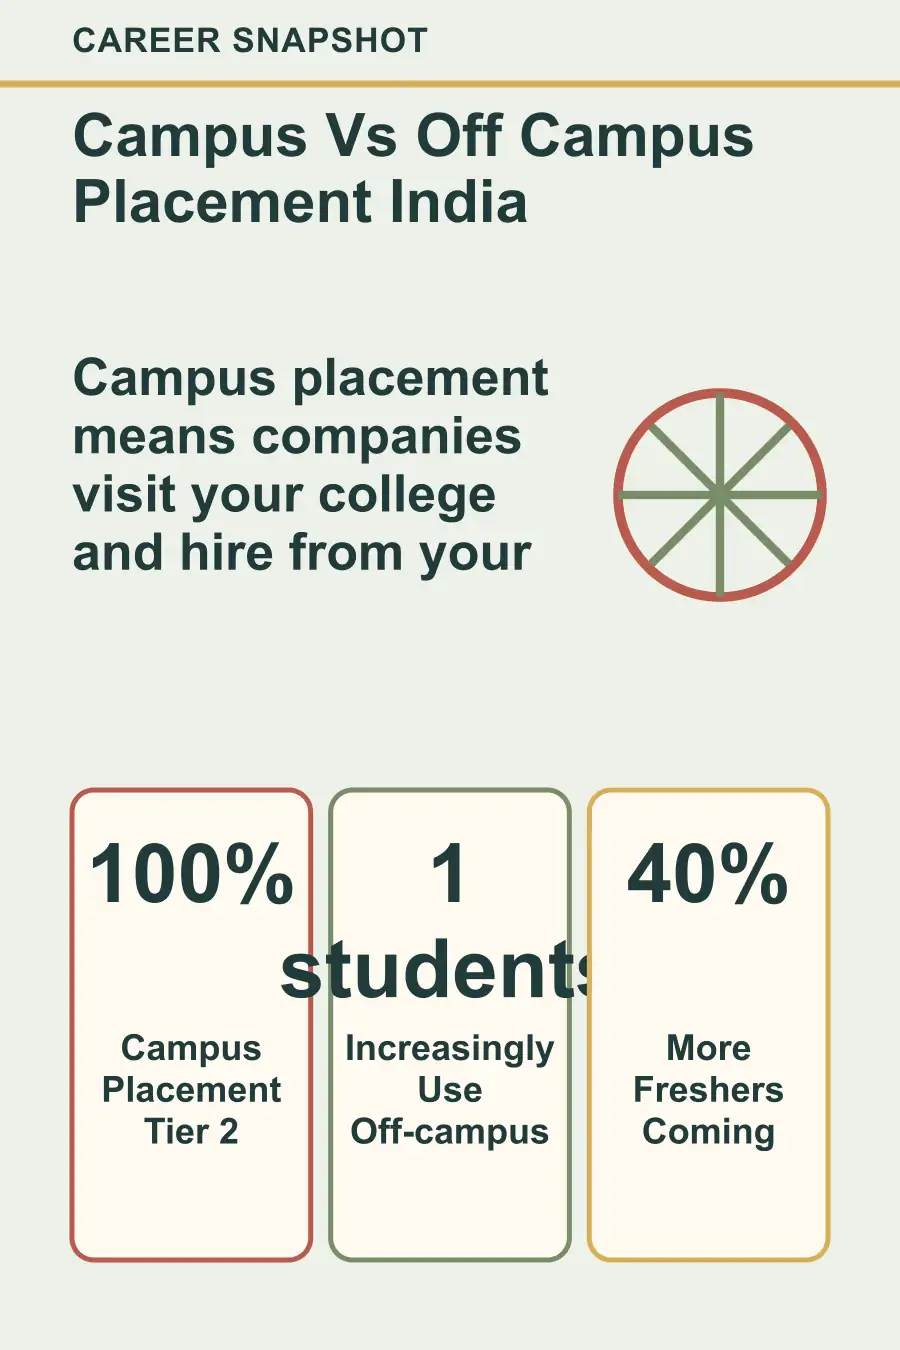 CAREER SNAPSHOT
Campus Vs Off Campus
Placement India
Campus placement
means companies
visit your college
and hire from your
100%
Campus
Placement
Tier 2
1
students
Increasingly
Use
Off-campus
40%
More
Freshers
Coming